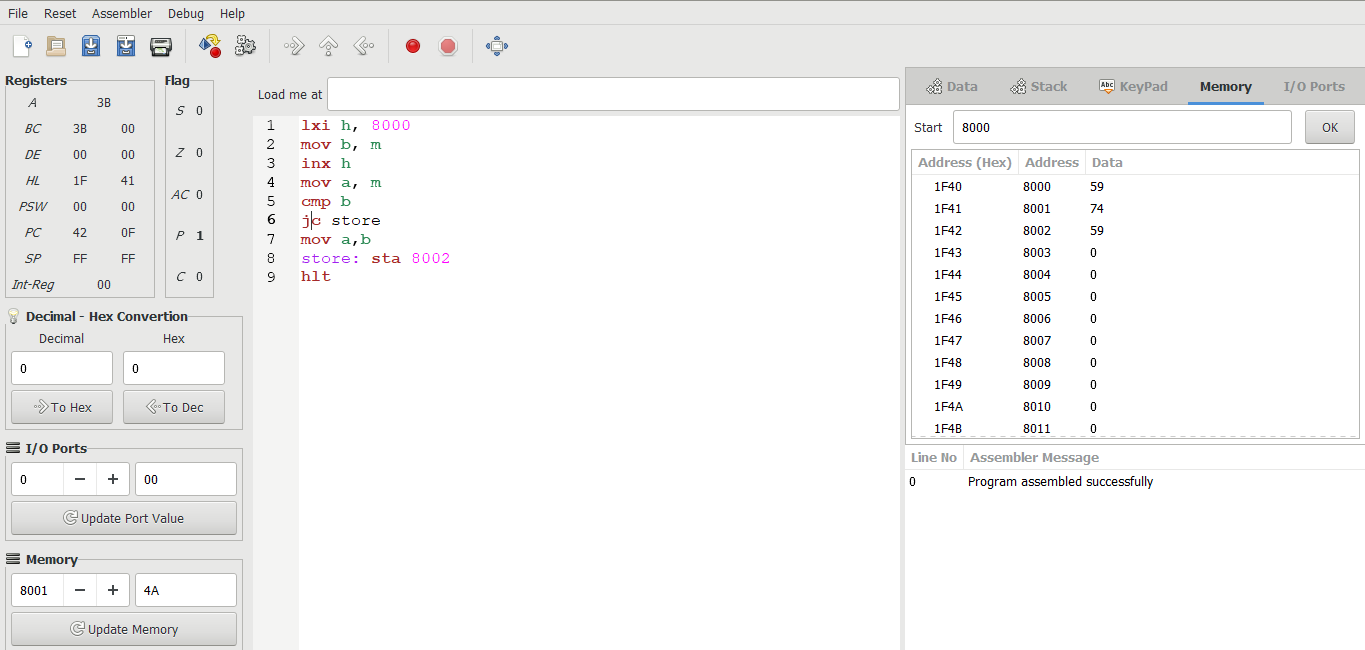 File Reset Assembler Debug Help
Registers
A 3B
BC 3B 00
DE 00 00
HL 1F 41
PSW 00 00
PC 42 0F
SP FF FF
Int-Reg 00
Flag
S 0
Z 0
AC 0
P 1
C 0
Decimal - Hex Convertion
Decimal Hex
0 0
To Hex To Dec
I/O Ports
0 − + 00
Update Port Value
Memory
8001 − + 4A
Update Memory
Load me at
1 lxi h, 8000
2 mov b, m
3 inx h
4 mov a, m
5 cmp b
6 jc store
7 mov a,b
8 store: sta 8002
9 hlt
Data Stack Abc KeyPad Memory I/O Ports
Start 8000 OK
Address (Hex) Address Data
1F40 8000 59
1F41 8001 74
1F42 8002 59
1F43 8003 0
1F44 8004 0
1F45 8005 0
1F46 8006 0
1F47 8007 0
1F48 8008 0
1F49 8009 0
1F4A 8010 0
1F4B 8011 0
Line No Assembler Message
0 Program assembled successfully